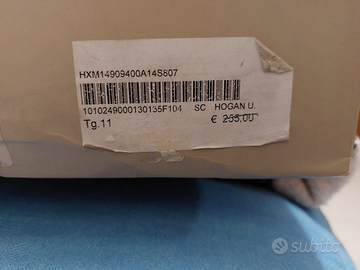 HXM14909400A14S807
1010249000130135F104 SC HOGAN U.
Tg.11 € 255,00
subito